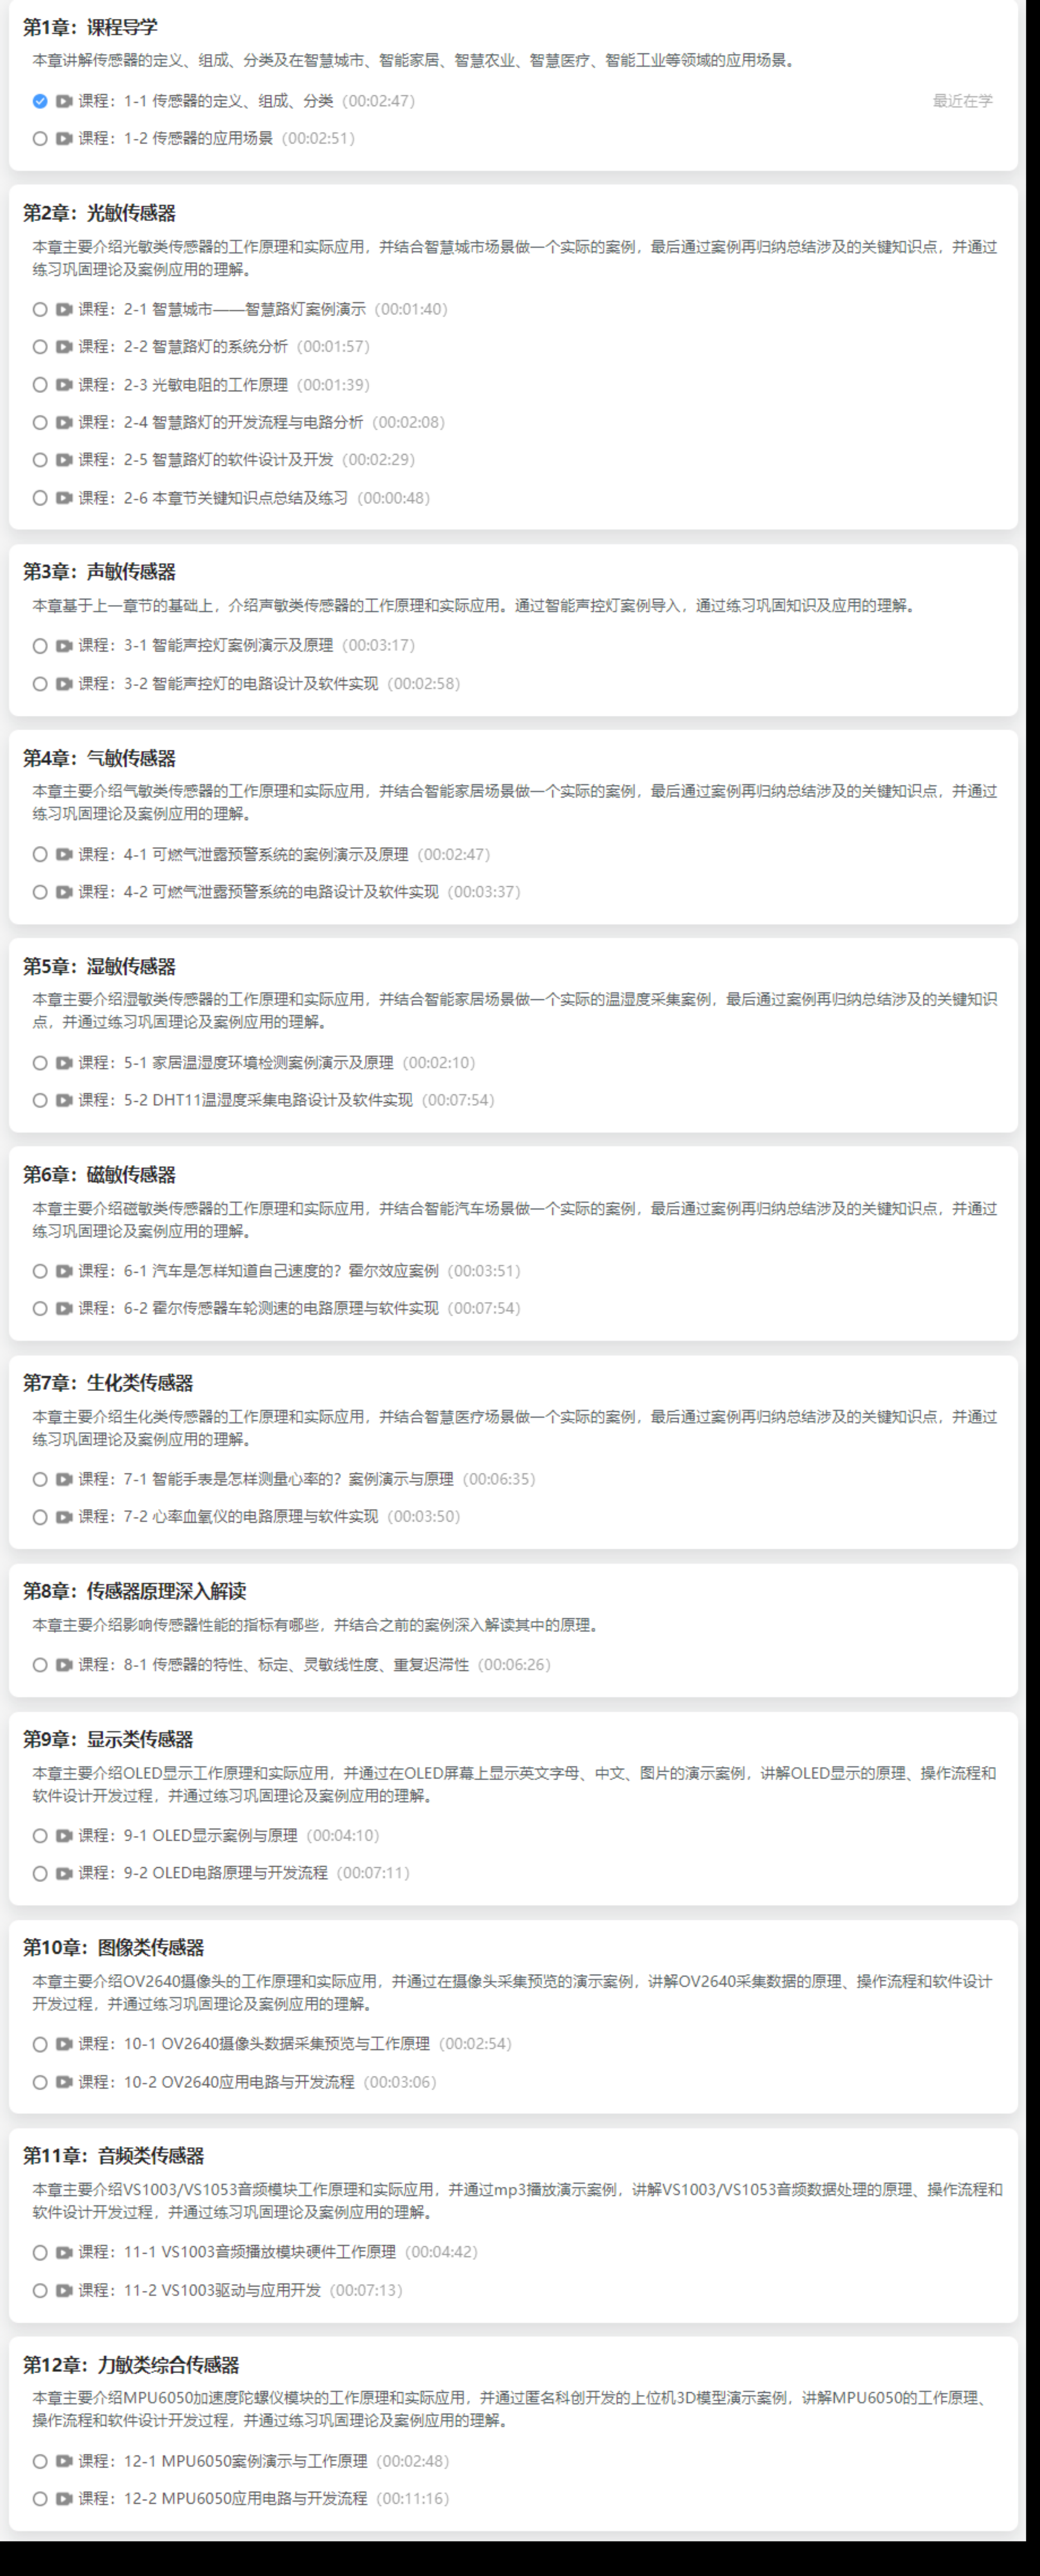 第1章：课程导学
本章讲解传感器的定义、组成、分类及在智慧城市、智能家居、智慧农业、智慧医疗、智能工业等领域的应用场景。
课程：1-1 传感器的定义、组成、分类（00:02:47） 最近在学
课程：1-2 传感器的应用场景（00:02:51）
第2章：光敏传感器
本章主要介绍光敏类传感器的工作原理和实际应用，并结合智慧城市场景做一个实际的案例，最后通过案例再归纳总结涉及的关键知识点，并通过
练习巩固理论及案例应用的理解。
课程：2-1 智慧城市——智慧路灯案例演示（00:01:40）
课程：2-2 智慧路灯的系统分析（00:01:57）
课程：2-3 光敏电阻的工作原理（00:01:39）
课程：2-4 智慧路灯的开发流程与电路分析（00:02:08）
课程：2-5 智慧路灯的软件设计及开发（00:02:29）
课程：2-6 本章节关键知识点总结及练习（00:00:48）
第3章：声敏传感器
本章基于上一章节的基础上，介绍声敏类传感器的工作原理和实际应用。通过智能声控灯案例导入，通过练习巩固知识及应用的理解。
课程：3-1 智能声控灯案例演示及原理（00:03:17）
课程：3-2 智能声控灯的电路设计及软件实现（00:02:58）
第4章：气敏传感器
本章主要介绍气敏类传感器的工作原理和实际应用，并结合智能家居场景做一个实际的案例，最后通过案例再归纳总结涉及的关键知识点，并通过
练习巩固理论及案例应用的理解。
课程：4-1 可燃气泄露预警系统的案例演示及原理（00:02:47）
课程：4-2 可燃气泄露预警系统的电路设计及软件实现（00:03:37）
第5章：湿敏传感器
本章主要介绍湿敏类传感器的工作原理和实际应用，并结合智能家居场景做一个实际的温湿度采集案例，最后通过案例再归纳总结涉及的关键知识
点，并通过练习巩固理论及案例应用的理解。
课程：5-1 家居温湿度环境检测案例演示及原理（00:02:10）
课程：5-2 DHT11温湿度采集电路设计及软件实现（00:07:54）
第6章：磁敏传感器
本章主要介绍磁敏类传感器的工作原理和实际应用，并结合智能汽车场景做一个实际的案例，最后通过案例再归纳总结涉及的关键知识点，并通过
练习巩固理论及案例应用的理解。
课程：6-1 汽车是怎样知道自己速度的？霍尔效应案例（00:03:51）
课程：6-2 霍尔传感器车轮测速的电路原理与软件实现（00:07:54）
第7章：生化类传感器
本章主要介绍生化类传感器的工作原理和实际应用，并结合智慧医疗场景做一个实际的案例，最后通过案例再归纳总结涉及的关键知识点，并通过
练习巩固理论及案例应用的理解。
课程：7-1 智能手表是怎样测量心率的？案例演示与原理（00:06:35）
课程：7-2 心率血氧仪的电路原理与软件实现（00:03:50）
第8章：传感器原理深入解读
本章主要介绍影响传感器性能的指标有哪些，并结合之前的案例深入解读其中的原理。
课程：8-1 传感器的特性、标定、灵敏线性度、重复迟滞性（00:06:26）
第9章：显示类传感器
本章主要介绍OLED显示工作原理和实际应用，并通过在OLED屏幕上显示英文字母、中文、图片的演示案例，讲解OLED显示的原理、操作流程和
软件设计开发过程，并通过练习巩固理论及案例应用的理解。
课程：9-1 OLED显示案例与原理（00:04:10）
课程：9-2 OLED电路原理与开发流程（00:07:11）
第10章：图像类传感器
本章主要介绍OV2640摄像头的工作原理和实际应用，并通过在摄像头采集预览的演示案例，讲解OV2640采集数据的原理、操作流程和软件设计
开发过程，并通过练习巩固理论及案例应用的理解。
课程：10-1 OV2640摄像头数据采集预览与工作原理（00:02:54）
课程：10-2 OV2640应用电路与开发流程（00:03:06）
第11章：音频类传感器
本章主要介绍VS1003/VS1053音频模块工作原理和实际应用，并通过mp3播放演示案例，讲解VS1003/VS1053音频数据处理的原理、操作流程和
软件设计开发过程，并通过练习巩固理论及案例应用的理解。
课程：11-1 VS1003音频播放模块硬件工作原理（00:04:42）
课程：11-2 VS1003驱动与应用开发（00:07:13）
第12章：力敏类综合传感器
本章主要介绍MPU6050加速度陀螺仪模块的工作原理和实际应用，并通过匿名科创开发的上位机3D模型演示案例，讲解MPU6050的工作原理、
操作流程和软件设计开发过程，并通过练习巩固理论及案例应用的理解。
课程：12-1 MPU6050案例演示与工作原理（00:02:48）
课程：12-2 MPU6050应用电路与开发流程（00:11:16）